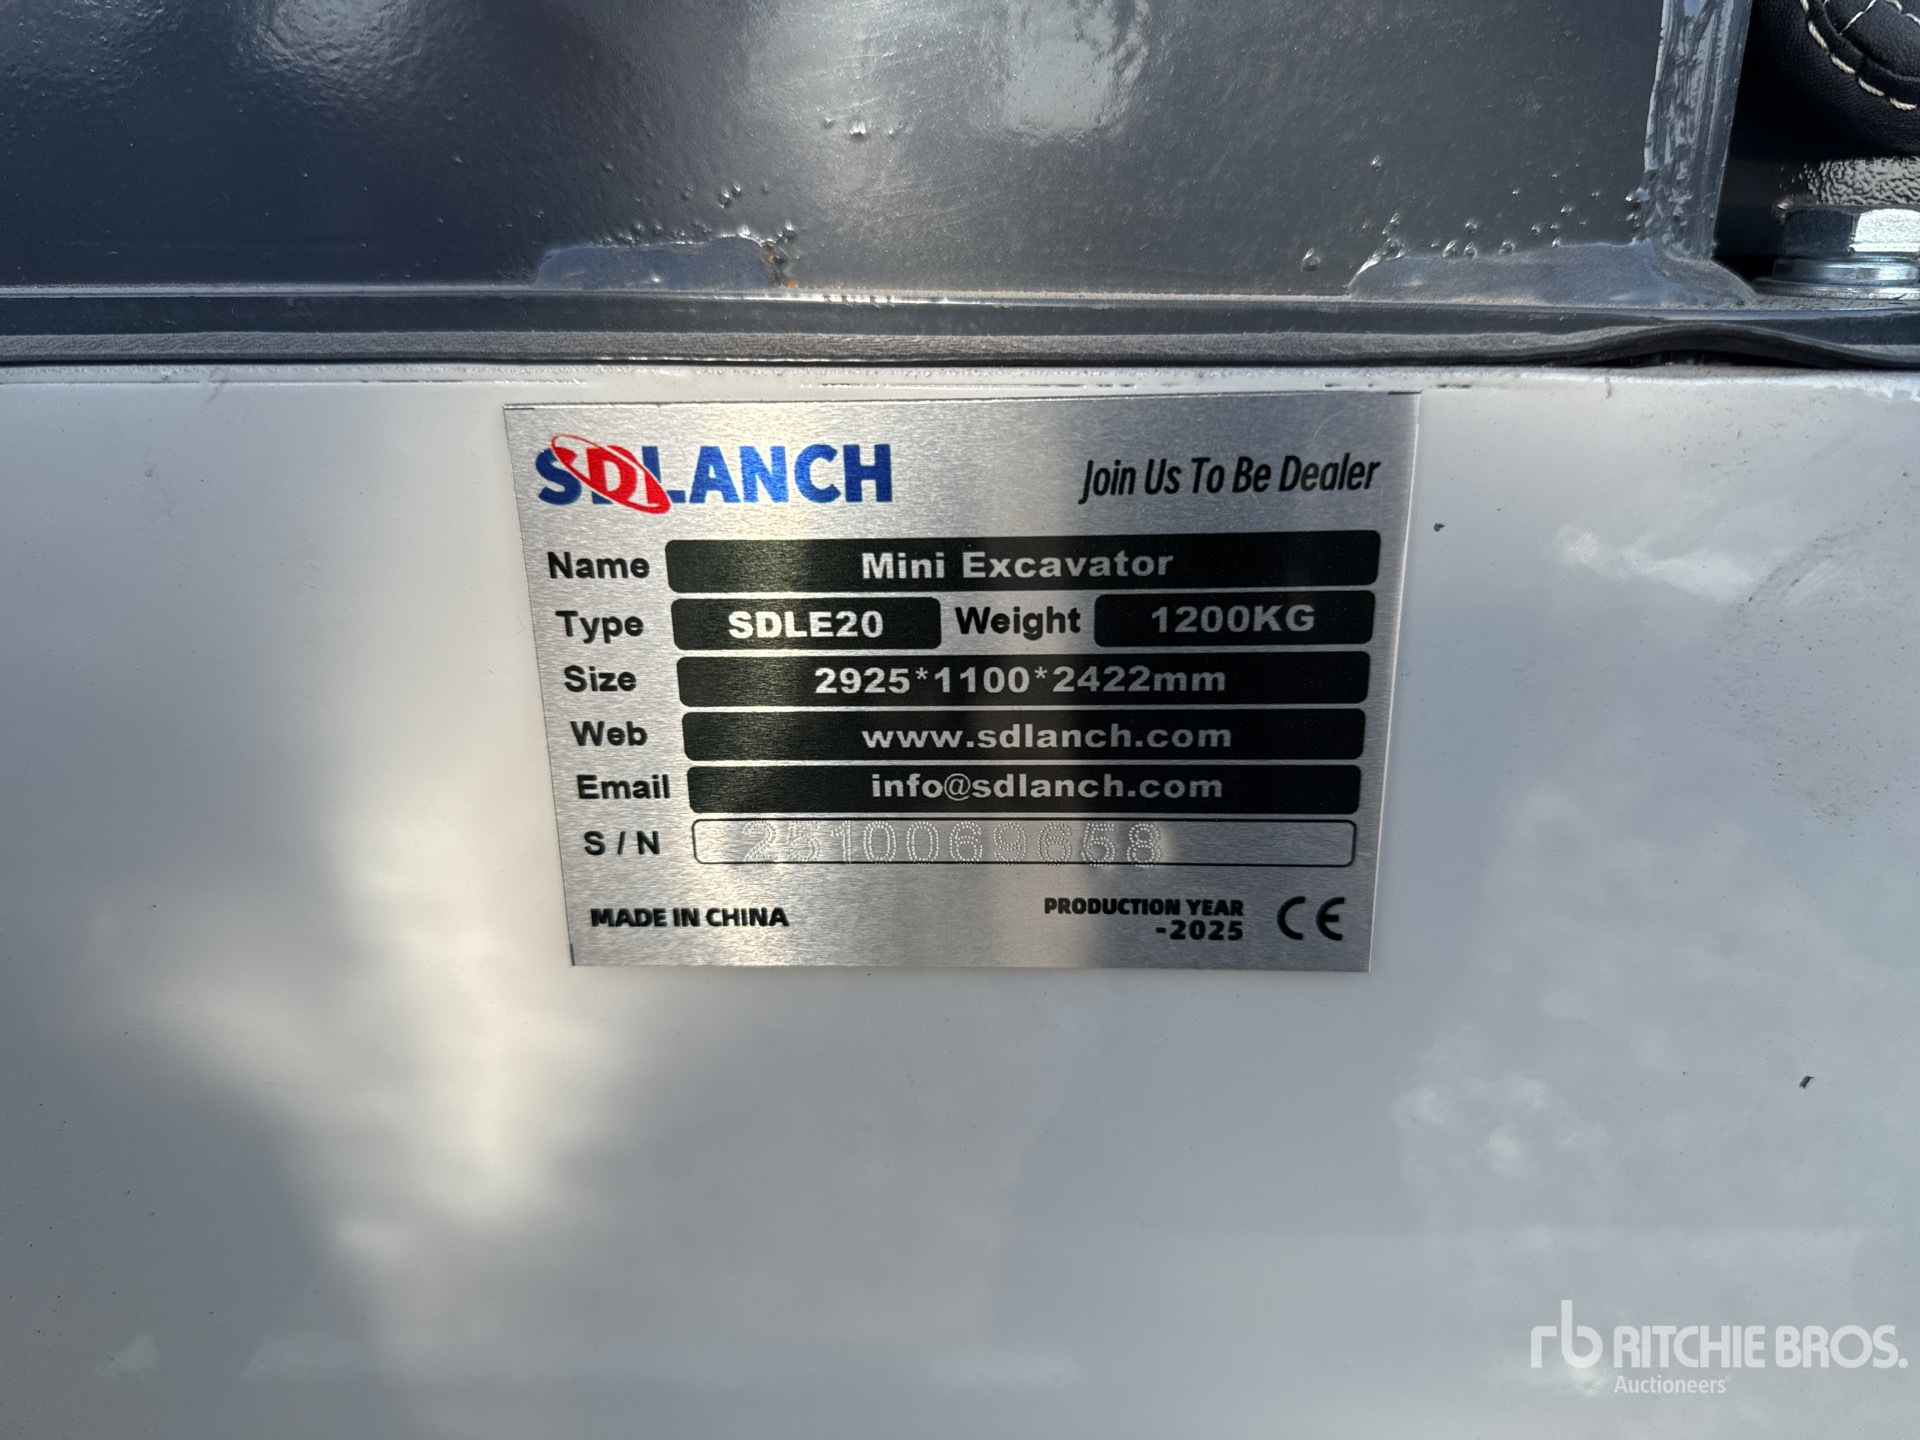 SDLANCH
Join Us To Be Dealer
Name Mini Excavator
Type SDLE20 Weight 1200KG
Size 2925*1100*2422mm
Web www.sdlanch.com
Email info@sdlanch.com
S / N 2510069658
MADE IN CHINA
PRODUCTION YEAR
-2025
CE
rb RITCHIE BROS.
Auctioneers